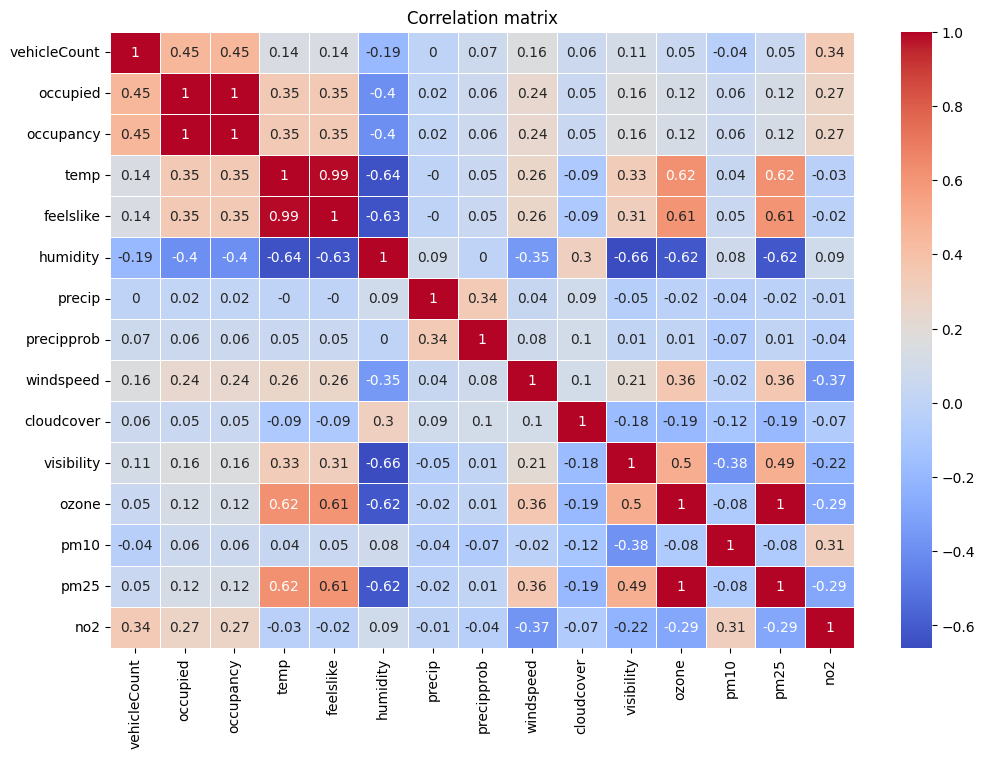 Correlation matrix
vehicleCount 1 0.45 0.45 0.14 0.14 -0.19 0 0.07 0.16 0.06 0.11 0.05 -0.04 0.05 0.34
occupied 0.45 1 1 0.35 0.35 -0.4 0.02 0.06 0.24 0.05 0.16 0.12 0.06 0.12 0.27
occupancy 0.45 1 1 0.35 0.35 -0.4 0.02 0.06 0.24 0.05 0.16 0.12 0.06 0.12 0.27
temp 0.14 0.35 0.35 1 0.99 -0.64 -0 0.05 0.26 -0.09 0.33 0.62 0.04 0.62 -0.03
feelslike 0.14 0.35 0.35 0.99 1 -0.63 -0 0.05 0.26 -0.09 0.31 0.61 0.05 0.61 -0.02
humidity -0.19 -0.4 -0.4 -0.64 -0.63 1 0.09 0 -0.35 0.3 -0.66 -0.62 0.08 -0.62 0.09
precip 0 0.02 0.02 -0 -0 0.09 1 0.34 0.04 0.09 -0.05 -0.02 -0.04 -0.02 -0.01
precipprob 0.07 0.06 0.06 0.05 0.05 0 0.34 1 0.08 0.1 0.01 0.01 -0.07 0.01 -0.04
windspeed 0.16 0.24 0.24 0.26 0.26 -0.35 0.04 0.08 1 0.1 0.21 0.36 -0.02 0.36 -0.37
cloudcover 0.06 0.05 0.05 -0.09 -0.09 0.3 0.09 0.1 0.1 1 -0.18 -0.19 -0.12 -0.19 -0.07
visibility 0.11 0.16 0.16 0.33 0.31 -0.66 -0.05 0.01 0.21 -0.18 1 0.5 -0.38 0.49 -0.22
ozone 0.05 0.12 0.12 0.62 0.61 -0.62 -0.02 0.01 0.36 -0.19 0.5 1 -0.08 1 -0.29
pm10 -0.04 0.06 0.06 0.04 0.05 0.08 -0.04 -0.07 -0.02 -0.12 -0.38 -0.08 1 -0.08 0.31
pm25 0.05 0.12 0.12 0.62 0.61 -0.62 -0.02 0.01 0.36 -0.19 0.49 1 -0.08 1 -0.29
no2 0.34 0.27 0.27 -0.03 -0.02 0.09 -0.01 -0.04 -0.37 -0.07 -0.22 -0.29 0.31 -0.29 1
vehicleCount occupied occupancy temp feelslike humidity precip precipprob windspeed cloudcover visibility ozone pm10 pm25 no2
1.0
0.8
0.6
0.4
0.2
0.0
−0.2
−0.4
−0.6